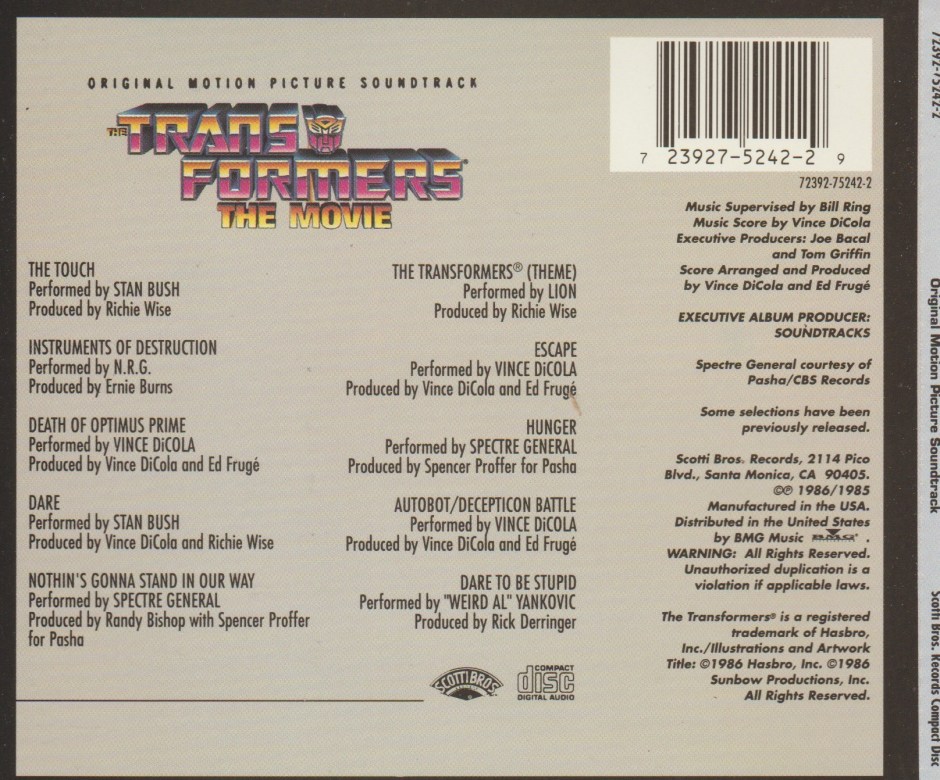 ORIGINAL MOTION PICTURE SOUNDTRACK
THE TRANS
FORMERS®
THE MOVIE
THE TOUCH
Performed by STAN BUSH
Produced by Richie Wise
INSTRUMENTS OF DESTRUCTION
Performed by N.R.G.
Produced by Ernie Burns
DEATH OF OPTIMUS PRIME
Performed by VINCE DiCOLA
Produced by Vince DiCola and Ed Frugé
DARE
Performed by STAN BUSH
Produced by Vince DiCola and Richie Wise
NOTHIN'S GONNA STAND IN OUR WAY
Performed by SPECTRE GENERAL
Produced by Randy Bishop with Spencer Proffer
for Pasha
THE TRANSFORMERS® (THEME)
Performed by LION
Produced by Richie Wise
ESCAPE
Performed by VINCE DiCOLA
Produced by Vince DiCola and Ed Frugé
HUNGER
Performed by SPECTRE GENERAL
Produced by Spencer Proffer for Pasha
AUTOBOT/DECEPTICON BATTLE
Performed by VINCE DiCOLA
Produced by Vince DiCola and Ed Frugé
DARE TO BE STUPID
Performed by "WEIRD AL" YANKOVIC
Produced by Rick Derringer
SCOTTI BROS
COMPACT
disc
DIGITAL AUDIO
7 23927-5242-2 9
72392-75242-2
Music Supervised by Bill Ring
Music Score by Vince DiCola
Executive Producers: Joe Bacal
and Tom Griffin
Score Arranged and Produced
by Vince DiCola and Ed Frugé
EXECUTIVE ALBUM PRODUCER:
SOUNDTRACKS
Spectre General courtesy of
Pasha/CBS Records
Some selections have been
previously released.
Scotti Bros. Records, 2114 Pico
Blvd., Santa Monica, CA 90405.
©℗ 1986/1985
Manufactured in the USA.
Distributed in the United States
by BMG Music BMG .
WARNING: All Rights Reserved.
Unauthorized duplication is a
violation if applicable laws.
The Transformers® is a registered
trademark of Hasbro,
Inc./Illustrations and Artwork
Title: ©1986 Hasbro, Inc. ©1986
Sunbow Productions, Inc.
All Rights Reserved.
72392-75242-2
Original Motion Picture Soundtrack
Scotti Bros. Records Compact Disc